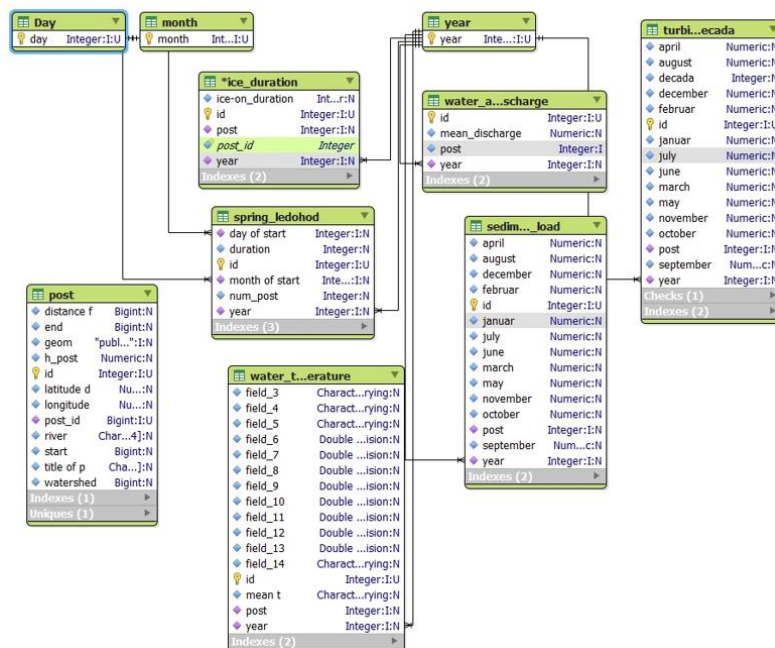 Day
day Integer:I:U
month
month Int...I:U
year
year Inte...:I:U
turbi...ecada
april Numeric:N
august Numeric:N
decada Integer:N
december Numeric:N
februar Numeric:N
id Integer:I:U
januar Numeric:N
july Numeric:N
june Numeric:N
march Numeric:N
may Numeric:N
november Numeric:N
october Numeric:N
post Integer:I:N
september Num...c:N
year Integer:I:N
Checks (1)
Indexes (2)
*ice_duration
ice-on_duration Int...r:N
id Integer:I:U
post Integer:I:N
post_id Integer
year Integer:I:N
Indexes (2)
water_a...scharge
id Integer:I:U
mean_discharge Numeric:N
post Integer:I
year Integer:I:N
Indexes (2)
spring_ledohod
day of start Integer:I:N
duration Integer:N
id Integer:I:U
month of start Inte...I:N
num_post Integer:N
year Integer:I:N
Indexes (3)
sedim..._load
april Numeric:N
august Numeric:N
december Numeric:N
februar Numeric:N
id Integer:I:U
januar Numeric:N
july Numeric:N
june Numeric:N
march Numeric:N
may Numeric:N
november Numeric:N
october Numeric:N
post Integer:I:N
september Num...c:N
year Integer:I:N
Indexes (2)
post
distance f Bigint:N
end Bigint:N
geom "publ...":I:N
h_post Numeric:N
id Integer:I:U
latitude d Nu...:N
longitude Nu...:N
post_id Bigint:I:U
river Char...4]:N
start Bigint:N
title of p Cha...]:N
watershed Bigint:N
Indexes (1)
Uniques (1)
water_t...erature
field_3 Charact...rying:N
field_4 Charact...rying:N
field_5 Charact...rying:N
field_6 Double ...ision:N
field_7 Double ...ision:N
field_8 Double ...ision:N
field_9 Double ...ision:N
field_10 Double ...ision:N
field_11 Double ...ision:N
field_12 Double ...ision:N
field_13 Double ...ision:N
field_14 Charact...rying:N
id Integer:I:U
mean t Charact...rying:N
post Integer:I:N
year Integer:I:N
Indexes (2)